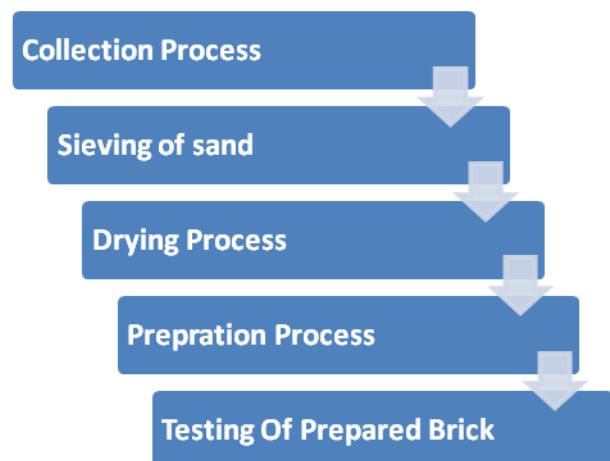 Collection Process
Sieving of sand
Drying Process
Prepration Process
Testing Of Prepared Brick